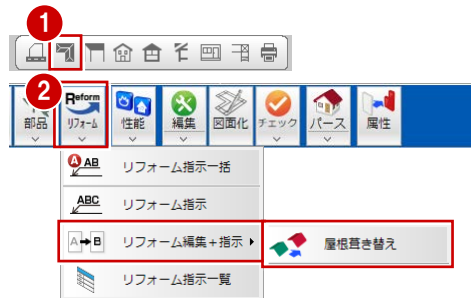 1
2
部品
Reform
リフォーム
性能
編集
図面化
チェック
パース
属性
A AB リフォーム指示一括
ABC リフォーム指示
A B リフォーム編集+指示
屋根葺き替え
リフォーム指示一覧